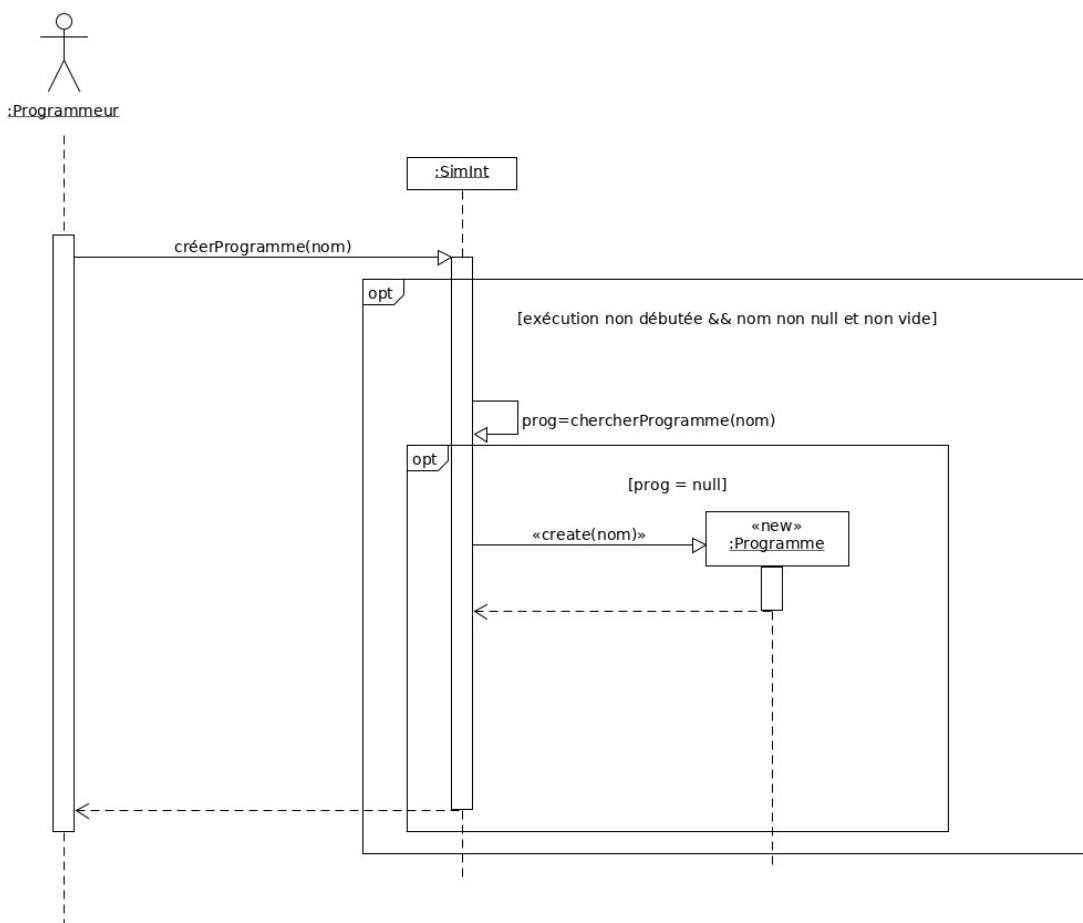 :Programmeur
:SimInt
créerProgramme(nom)
opt
[exécution non débutée && nom non null et non vide]
prog=chercherProgramme(nom)
opt
[prog = null]
«create(nom)»
«new»
:Programme